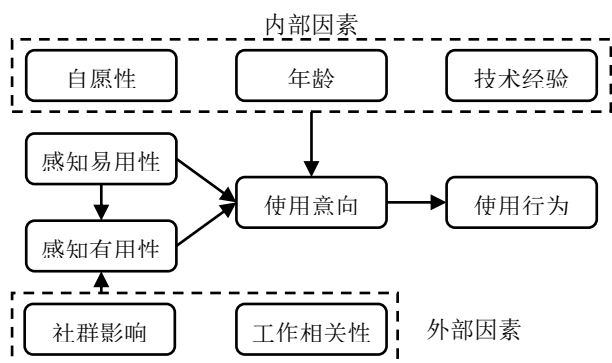 内部因素
自愿性
年龄
技术经验
感知易用性
使用意向
使用行为
感知有用性
社群影响
工作相关性
外部因素